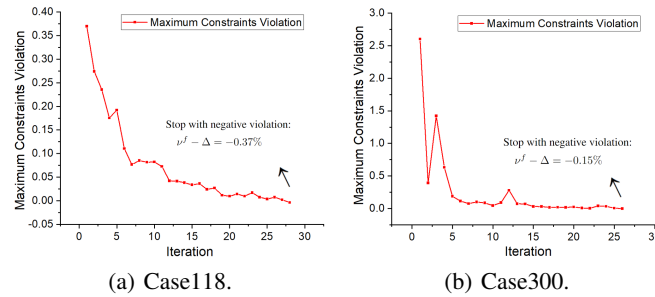 0.40
0.35
0.30
0.25
0.20
0.15
0.10
0.05
0.00
-0.05
Maximum Constraints Violation
Maximum Constraints Violation
Stop with negative violation:
ν^f − Δ = −0.37%
0 5 10 15 20 25 30
Iteration
(a) Case118.
3.0
2.5
2.0
1.5
1.0
0.5
0.0
Maximum Constraints Violation
Maximum Constraints Violation
Stop with negative violation:
ν^f − Δ = −0.15%
0 5 10 15 20 25
Iteration
(b) Case300.